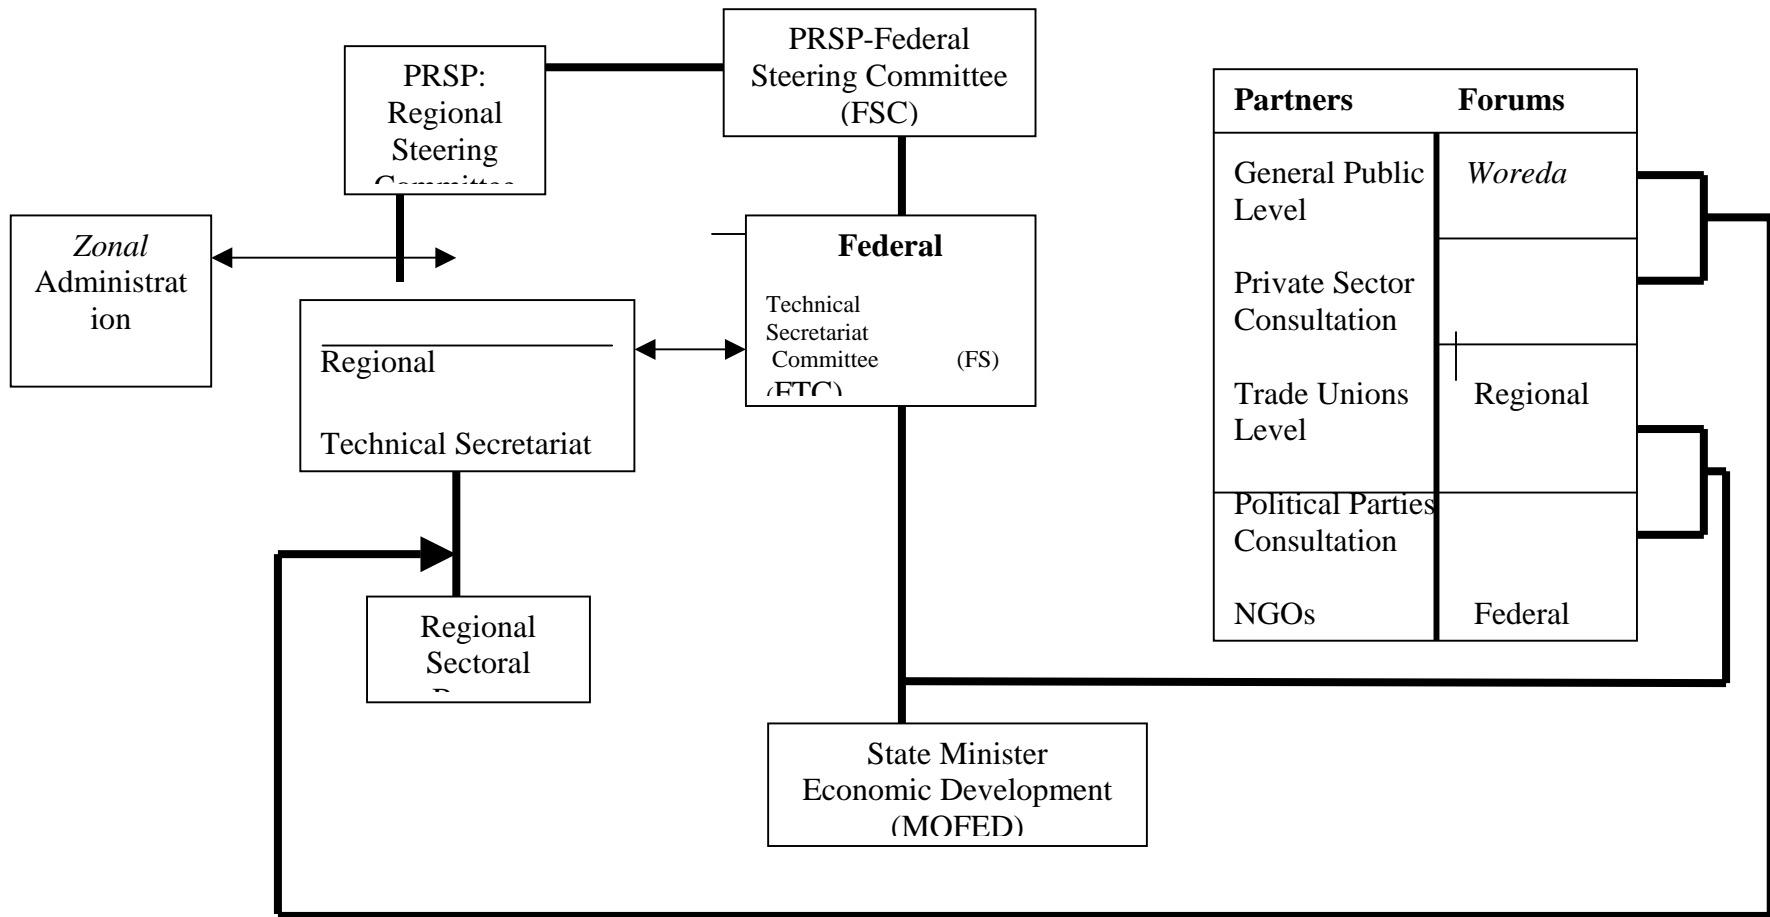 PRSP-Federal
Steering Committee
(FSC)
PRSP:
Regional
Steering
Committee
Partners Forums
General Public Woreda
Level
Private Sector
Consultation
Trade Unions Regional
Level
Political Parties
Consultation
NGOs Federal
Zonal
Administrat
ion
Federal
Technical
Secretariat
Committee (FS)
(FTC)
Regional
Technical Secretariat
Regional
Sectoral
State Minister
Economic Development
(MOFED)